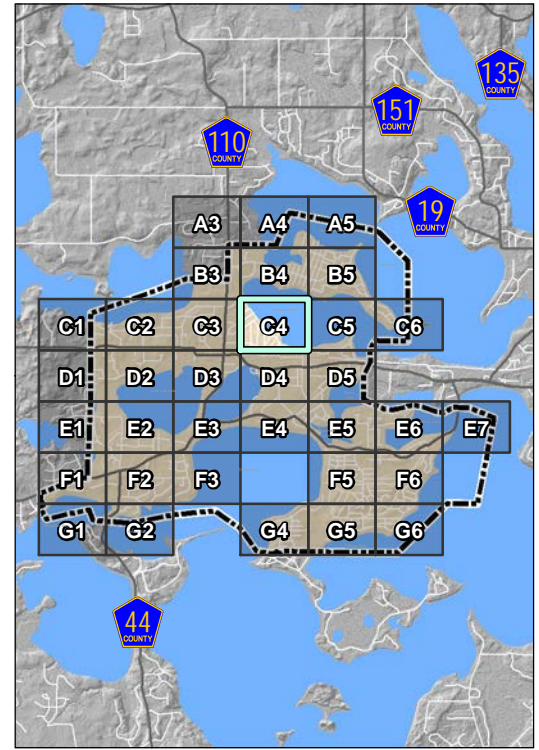 135
COUNTY
151
COUNTY
110
COUNTY
19
COUNTY
A3 A4 A5
B3 B4 B5
C1 C2 C3 C4 C5 C6
D1 D2 D3 D4 D5
E1 E2 E3 E4 E5 E6 E7
F1 F2 F3 F5 F6
G1 G2 G4 G5 G6
44
COUNTY